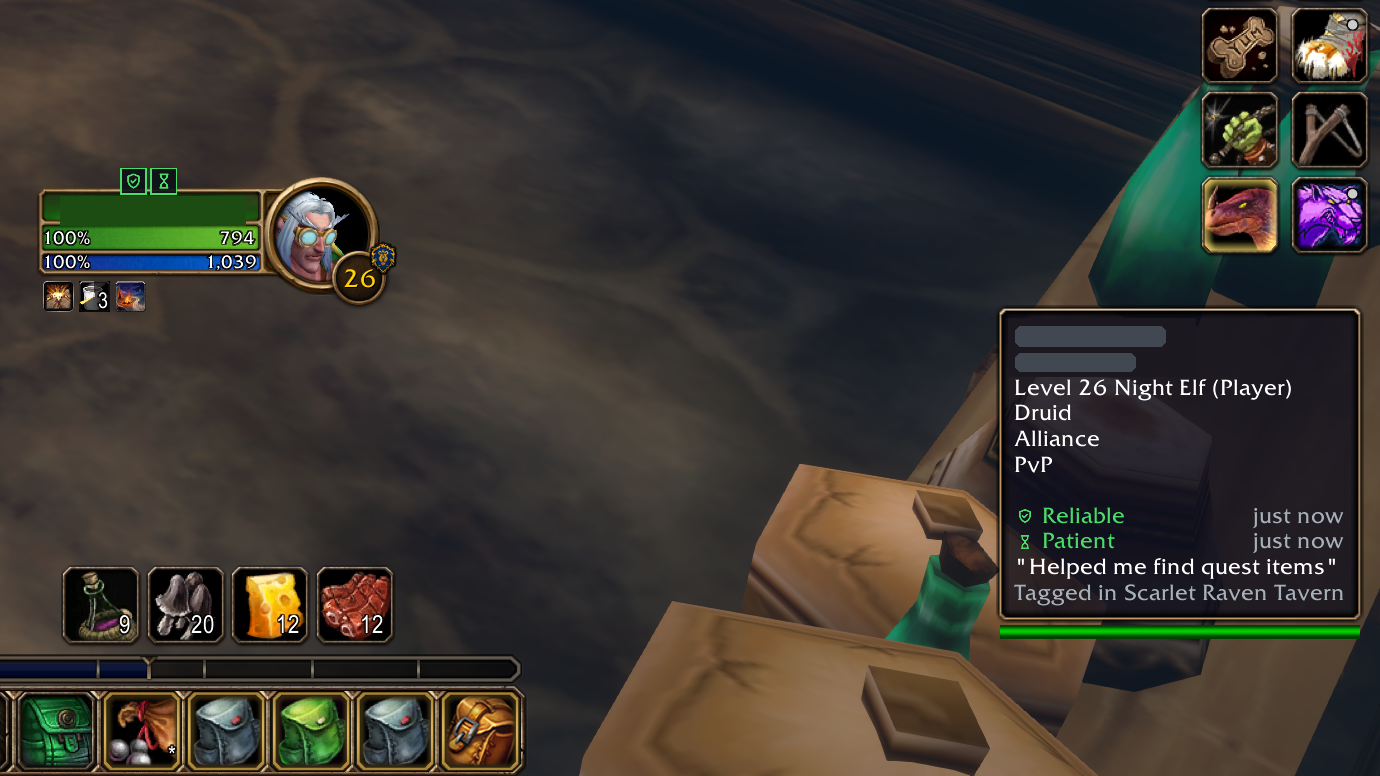 YUM
100% 794
100% 1,039
26
3
Level 26 Night Elf (Player)
Druid
Alliance
PvP
Reliable just now
Patient just now
"Helped me find quest items"
Tagged in Scarlet Raven Tavern
9 20 12 12
*